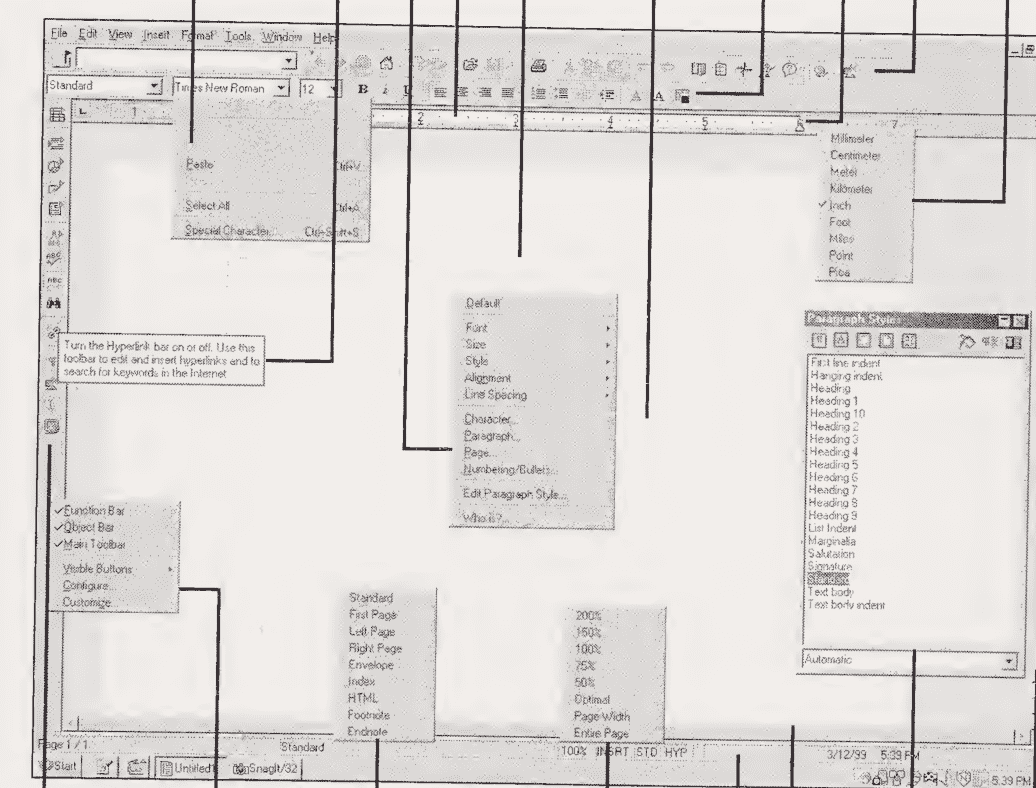 File Edit View Insert Format Tools Window Help
Standard Times New Roman 12 B i U
1 2 3 4 5 7
Paste Ctrl+V
Select All Ctrl+A
Special Character... Ctrl+Shift+S
Millimeter
Centimeter
Meter
Kilometer
Inch
Foot
Miles
Point
Pica
Default
Font
Size
Style
Alignment
Line Spacing
Character...
Paragraph...
Page...
Numbering/Bullets...
Edit Paragraph Style...
Who is?...
Turn the Hyperlink bar on or off. Use this
toolbar to edit and insert hyperlinks and to
search for keywords in the Internet
Paragraph Styles
First line indent
Hanging indent
Heading
Heading 1
Heading 10
Heading 2
Heading 3
Heading 4
Heading 5
Heading 6
Heading 7
Heading 8
Heading 9
List Indent
Marginalia
Salutation
Signature
Standard
Text body
Text body indent
Automatic
Function Bar
Object Bar
Main Toolbar
Visible Buttons
Configure...
Customize...
Standard
First Page
Left Page
Right Page
Envelope
Index
HTML
Footnote
Endnote
200%
150%
100%
75%
50%
Optimal
Page Width
Entire Page
Page 1 / 1 Standard 100% INSRT STD HYP 3/12/99 5:39 PM
Start Untitled1 SnagIt/32 5:39 PM